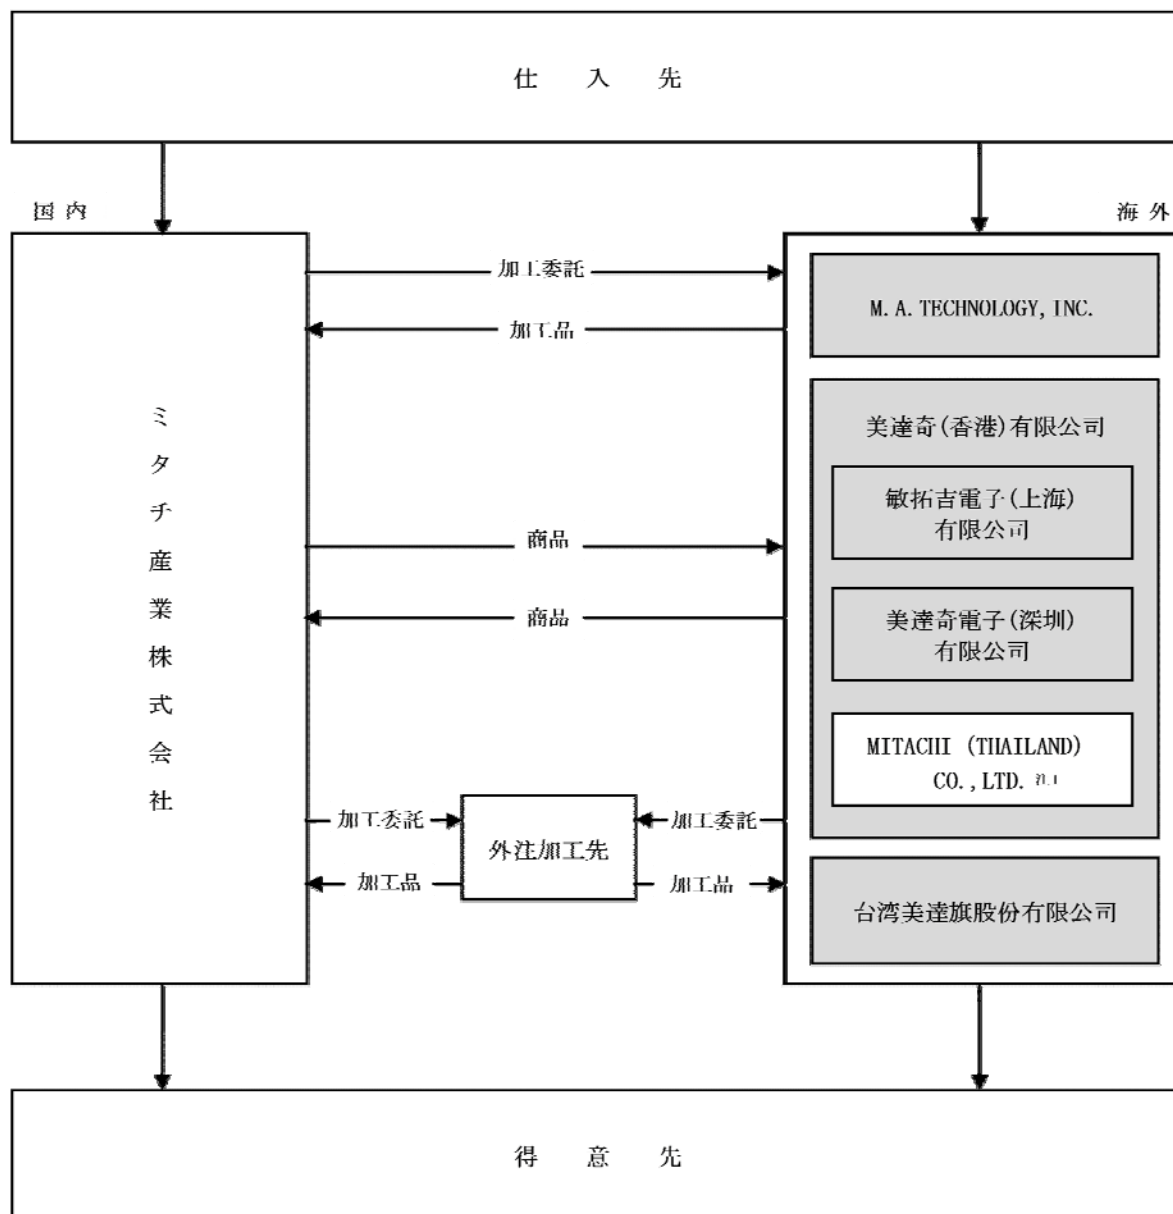 仕入先
国内
海外
加工委託
M.A.TECHNOLOGY,INC.
加工品
ミタチ産業株式会社
美達奇(香港)有限公司
敏拓吉電子(上海)
有限公司
商品
美達奇電子(深圳)
有限公司
商品
MITACHI (THAILAND)
CO.,LTD.
加工委託
加工委託
外注加工先
加工品
加工品
台湾美達旗股份有限公司
得意先